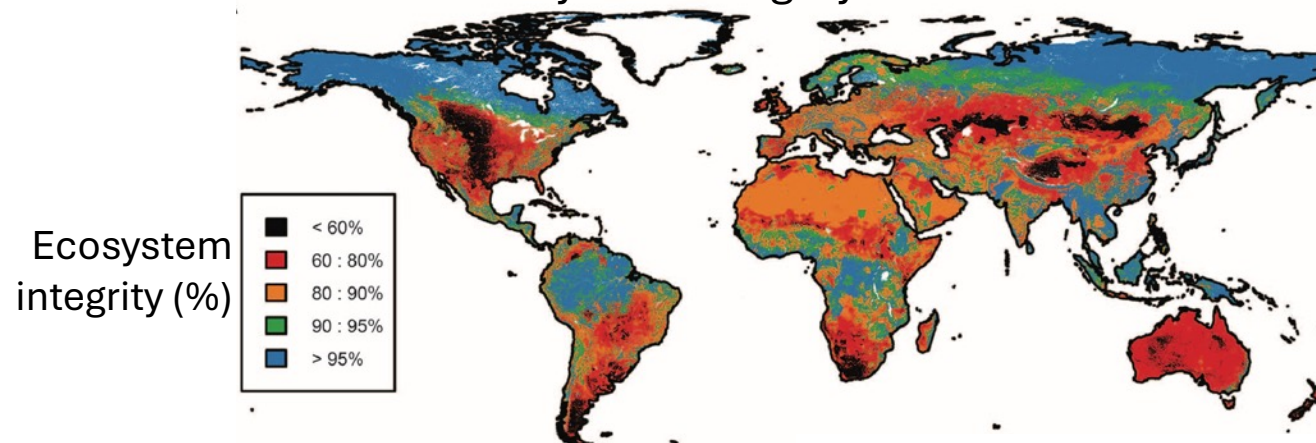 Ecosystem
integrity (%)
< 60%
60 : 80%
80 : 90%
90 : 95%
> 95%